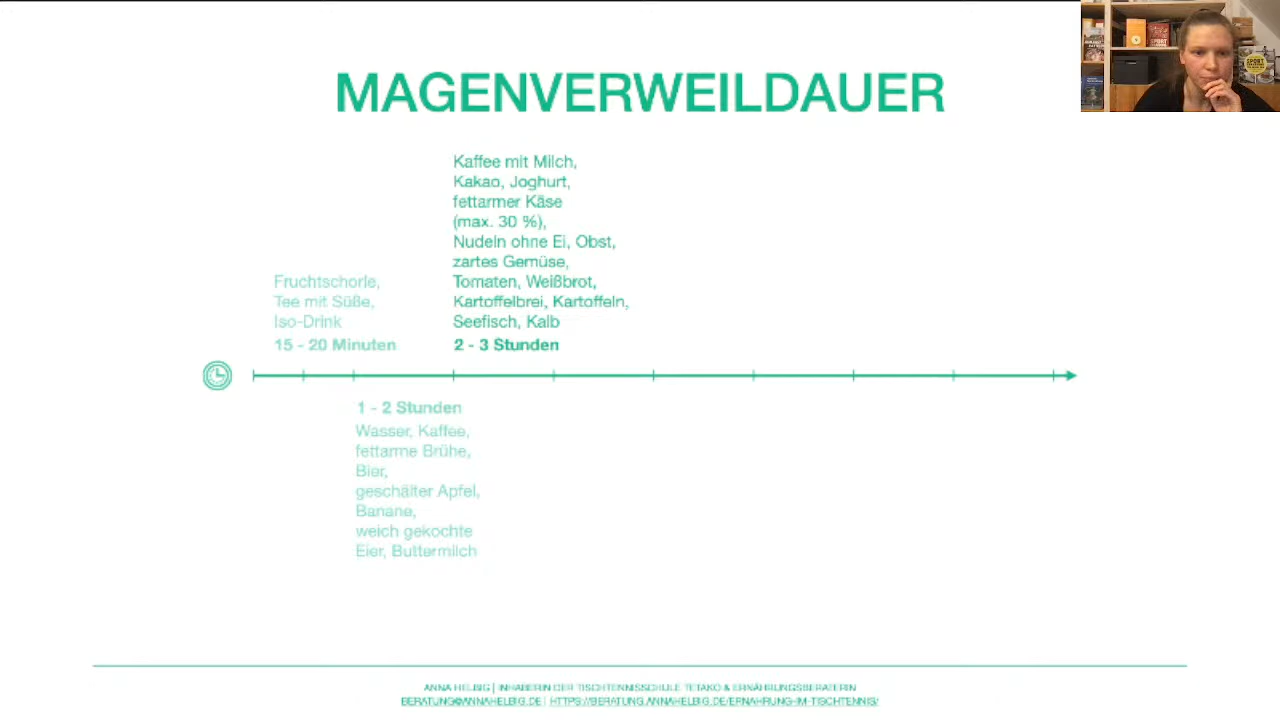 MAGENVERWEILDAUER
Kaffee mit Milch,
Kakao, Joghurt,
fettarmer Käse
(max. 30 %),
Nudeln ohne Ei, Obst,
zartes Gemüse,
Tomaten, Weißbrot,
Kartoffelbrei, Kartoffeln,
Seefisch, Kalb
2 - 3 Stunden
Fruchtschorle,
Tee mit Süße,
Iso-Drink
15 - 20 Minuten
1 - 2 Stunden
Wasser, Kaffee,
fettarme Brühe,
Bier,
geschälter Apfel,
Banane,
weich gekochte
Eier, Buttermilch
ANNA HELBIG | INHABERIN DER TISCHTENNISSCHULE TETAKO & ERNÄHRUNGSBERATERIN
BERATUNG@ANNAHELBIG.DE | HTTPS://BERATUNG.ANNAHELBIG.DE/ERNAHRUNG-IM-TISCHTENNIS/
SPORT
SPORT